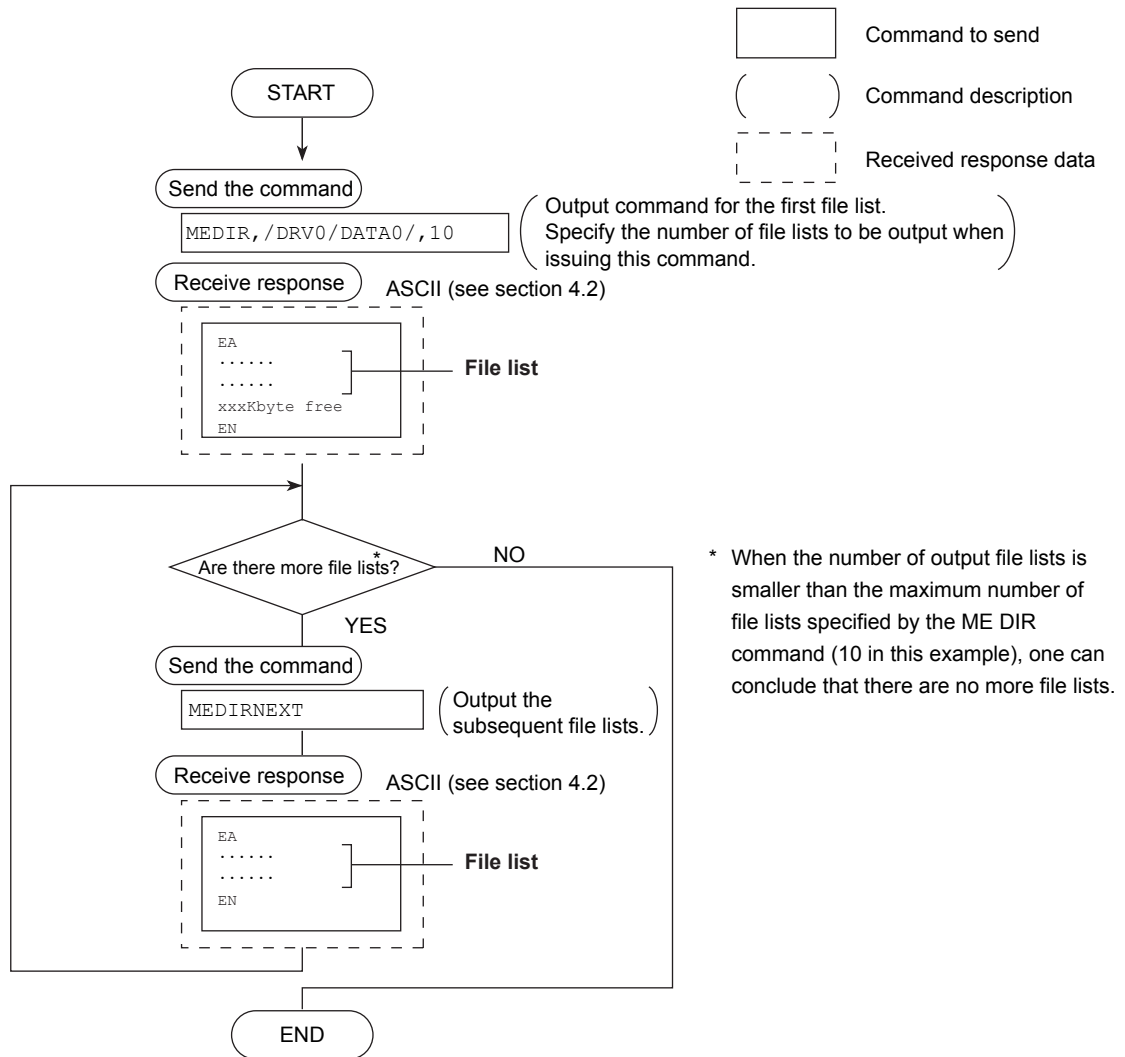 Command to send
Command description
Received response data
START
Send the command
MEDIR,/DRV0/DATA0/,10
Output command for the first file list.
Specify the number of file lists to be output when
issuing this command.
Receive response
ASCII (see section 4.2)
EA
......
......
xxxKbyte free
EN
File list
Are there more file lists?*
NO
YES
* When the number of output file lists is
smaller than the maximum number of
file lists specified by the ME DIR
command (10 in this example), one can
conclude that there are no more file lists.
Send the command
MEDIRNEXT
Output the
subsequent file lists.
Receive response
ASCII (see section 4.2)
EA
......
......
EN
File list
END